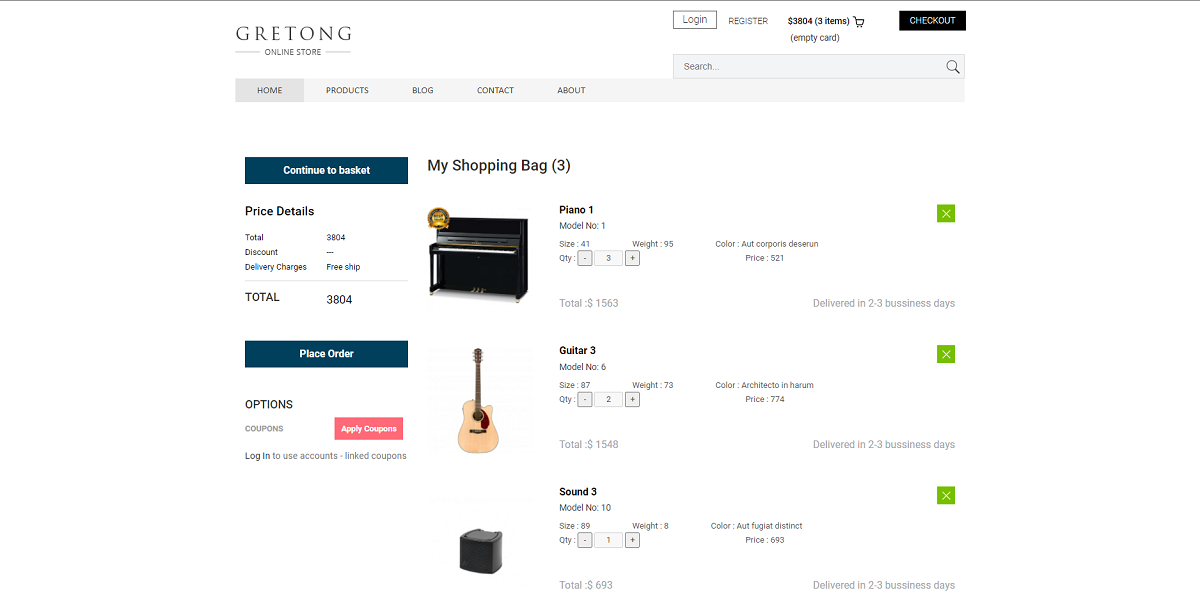 GRETONG
ONLINE STORE
Login REGISTER $3804 (3 items) CHECKOUT
(empty card)
Search...
HOME PRODUCTS BLOG CONTACT ABOUT
Continue to basket
Price Details
Total 3804
Discount ---
Delivery Charges Free ship
TOTAL 3804
Place Order
OPTIONS
COUPONS Apply Coupons
Log In to use accounts - linked coupons
My Shopping Bag (3)
Piano 1
Model No: 1
Size : 41 Weight : 95 Color : Aut corporis deserun
Qty : - 3 + Price : 521
Total :$ 1563 Delivered in 2-3 bussiness days
Guitar 3
Model No: 6
Size : 87 Weight : 73 Color : Architecto in harum
Qty : - 2 + Price : 774
Total :$ 1548 Delivered in 2-3 bussiness days
Sound 3
Model No: 10
Size : 89 Weight : 8 Color : Aut fugiat distinct
Qty : - 1 + Price : 693
Total :$ 693 Delivered in 2-3 bussiness days